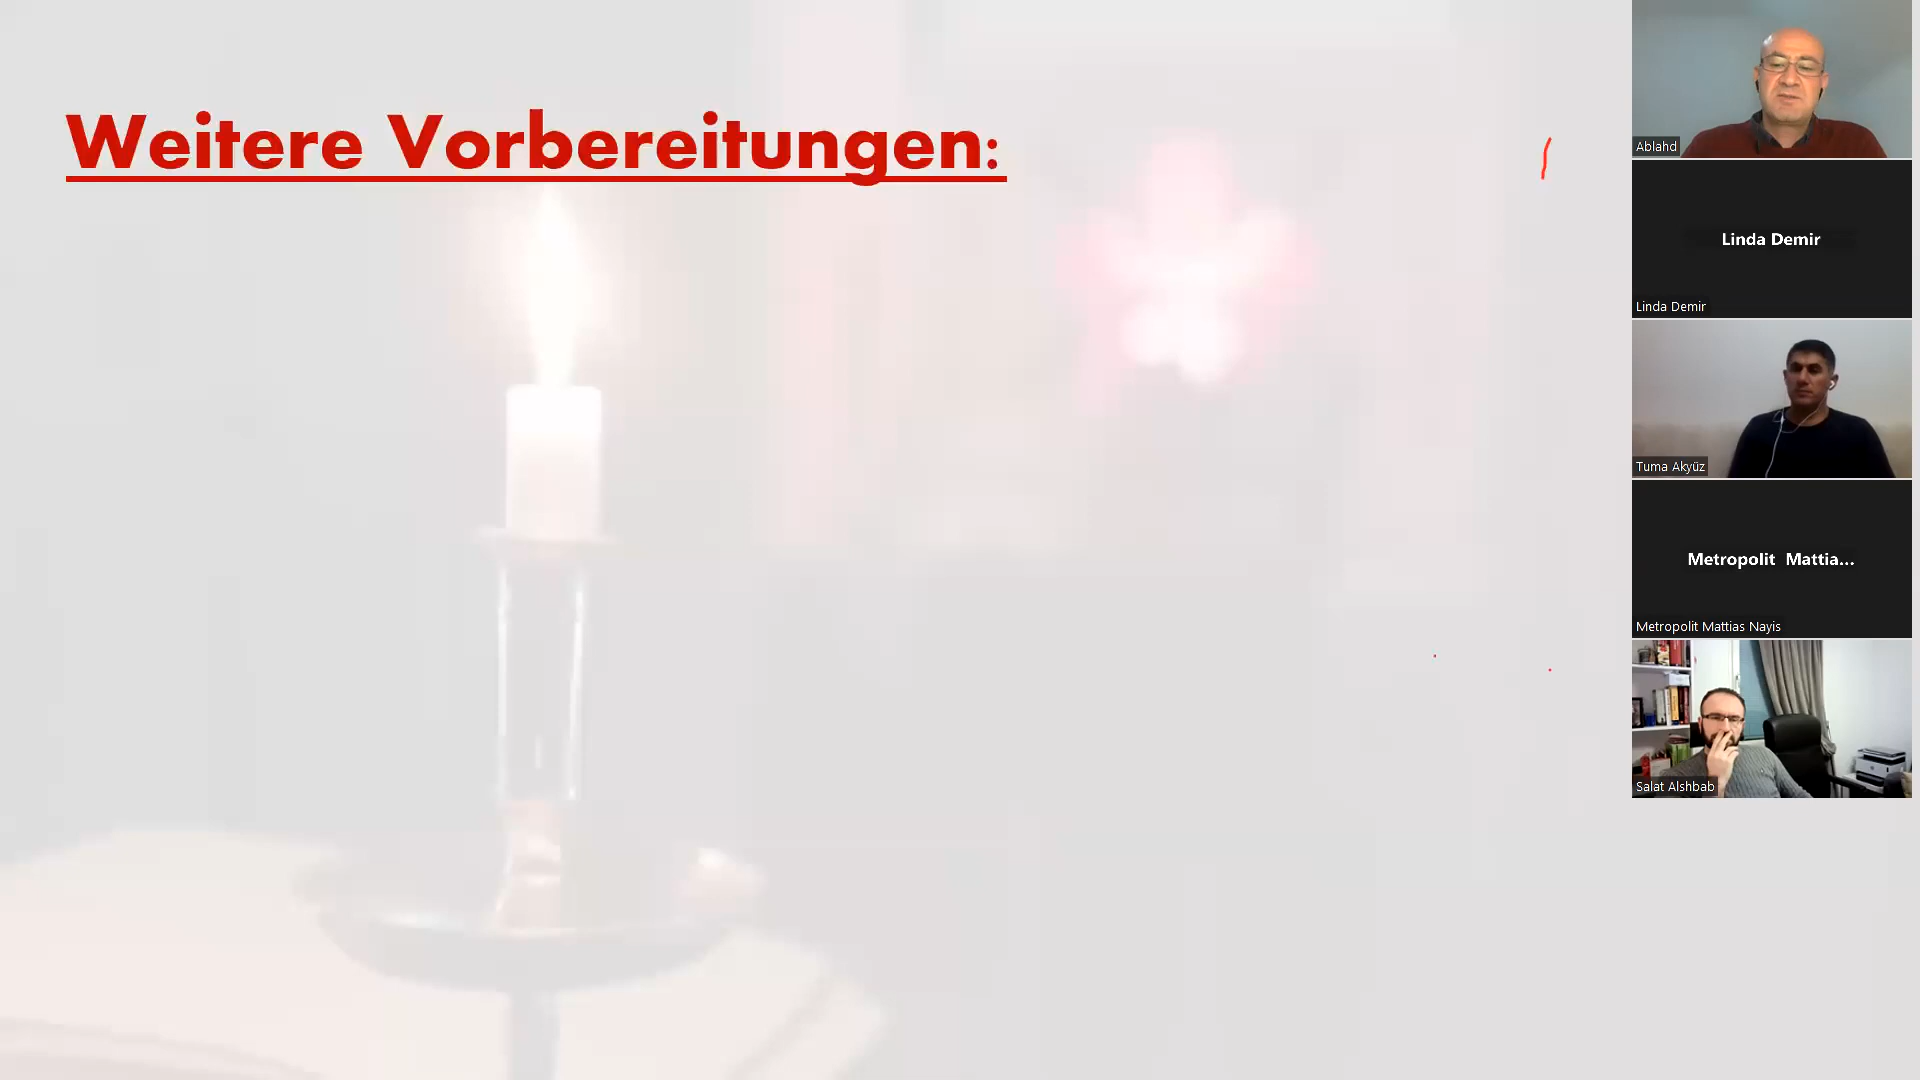 Weitere Vorbereitungen:
Ablahd
Linda Demir
Linda Demir
Tuma Akyüz
Metropolit Mattia...
Metropolit Mattias Nayis
Salat Alshbab